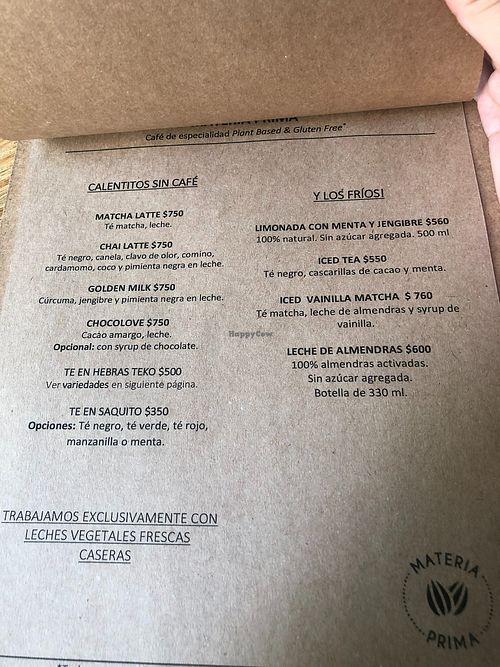 MATERIA PRIMA
Café de especialidad Plant Based & Gluten Free*
CALENTITOS SIN CAFÉ
MATCHA LATTE $750
Té matcha, leche.
CHAI LATTE $750
Té negro, canela, clavo de olor, comino,
cardamomo, coco y pimienta negra en leche.
GOLDEN MILK $750
Cúrcuma, jengibre y pimienta negra en leche.
CHOCOLOVE $750
Cacáo amargo, leche.
Opcional: con syrup de chocolate.
TE EN HEBRAS TEKO $500
Ver variedades en siguiente página.
TE EN SAQUITO $350
Opciones: Té negro, té verde, té rojo,
manzanilla o menta.
Y LOS FRÍOS!
LIMONADA CON MENTA Y JENGIBRE $560
100% natural. Sin azúcar agregada. 500 ml
ICED TEA $550
Té negro, cascarillas de cacao y menta.
ICED VAINILLA MATCHA $ 760
Té matcha, leche de almendras y syrup de
vainilla.
LECHE DE ALMENDRAS $600
100% almendras activadas.
Sin azúcar agregada.
Botella de 330 ml.
HappyCow
TRABAJAMOS EXCLUSIVAMENTE CON
LECHES VEGETALES FRESCAS
CASERAS
MATERIA
PRIMA